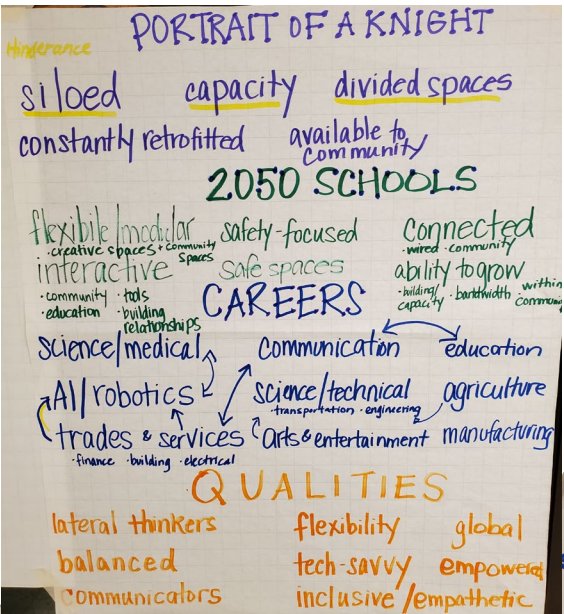 PORTRAIT OF A KNIGHT
Hinderance
siloed capacity divided spaces
constantly retrofitted available to
community
2050 SCHOOLS
flexibile/modular safety-focused connected
• creative spaces + community • wired • community
spaces
interactive safe spaces ability to grow
• community • tools • building/ • bandwidth • within
• education • building capacity communi
relationships
CAREERS
science/medical communication education
AI/robotics science/technical agriculture
• transportation • engineering
trades & services arts & entertainment manufacturing
• finance • building • electrical
QUALITIES
lateral thinkers flexibility global
balanced tech-savvy empowered
communicators inclusive/empathetic